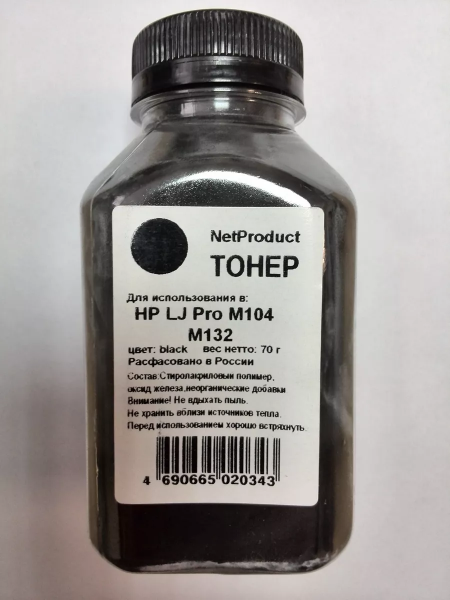 NetProduct
ТОНЕР
Для использования в:
HP LJ Pro M104
M132
цвет: black вес нетто: 70 г
Расфасовано в России
Состав:Стиролакриловый полимер,
оксид железа,неорганические добавки
Внимание! Не вдыхать пыль.
Не хранить вблизи источников тепла.
Перед использованием хорошо встряхнуть.
4 690665 020343